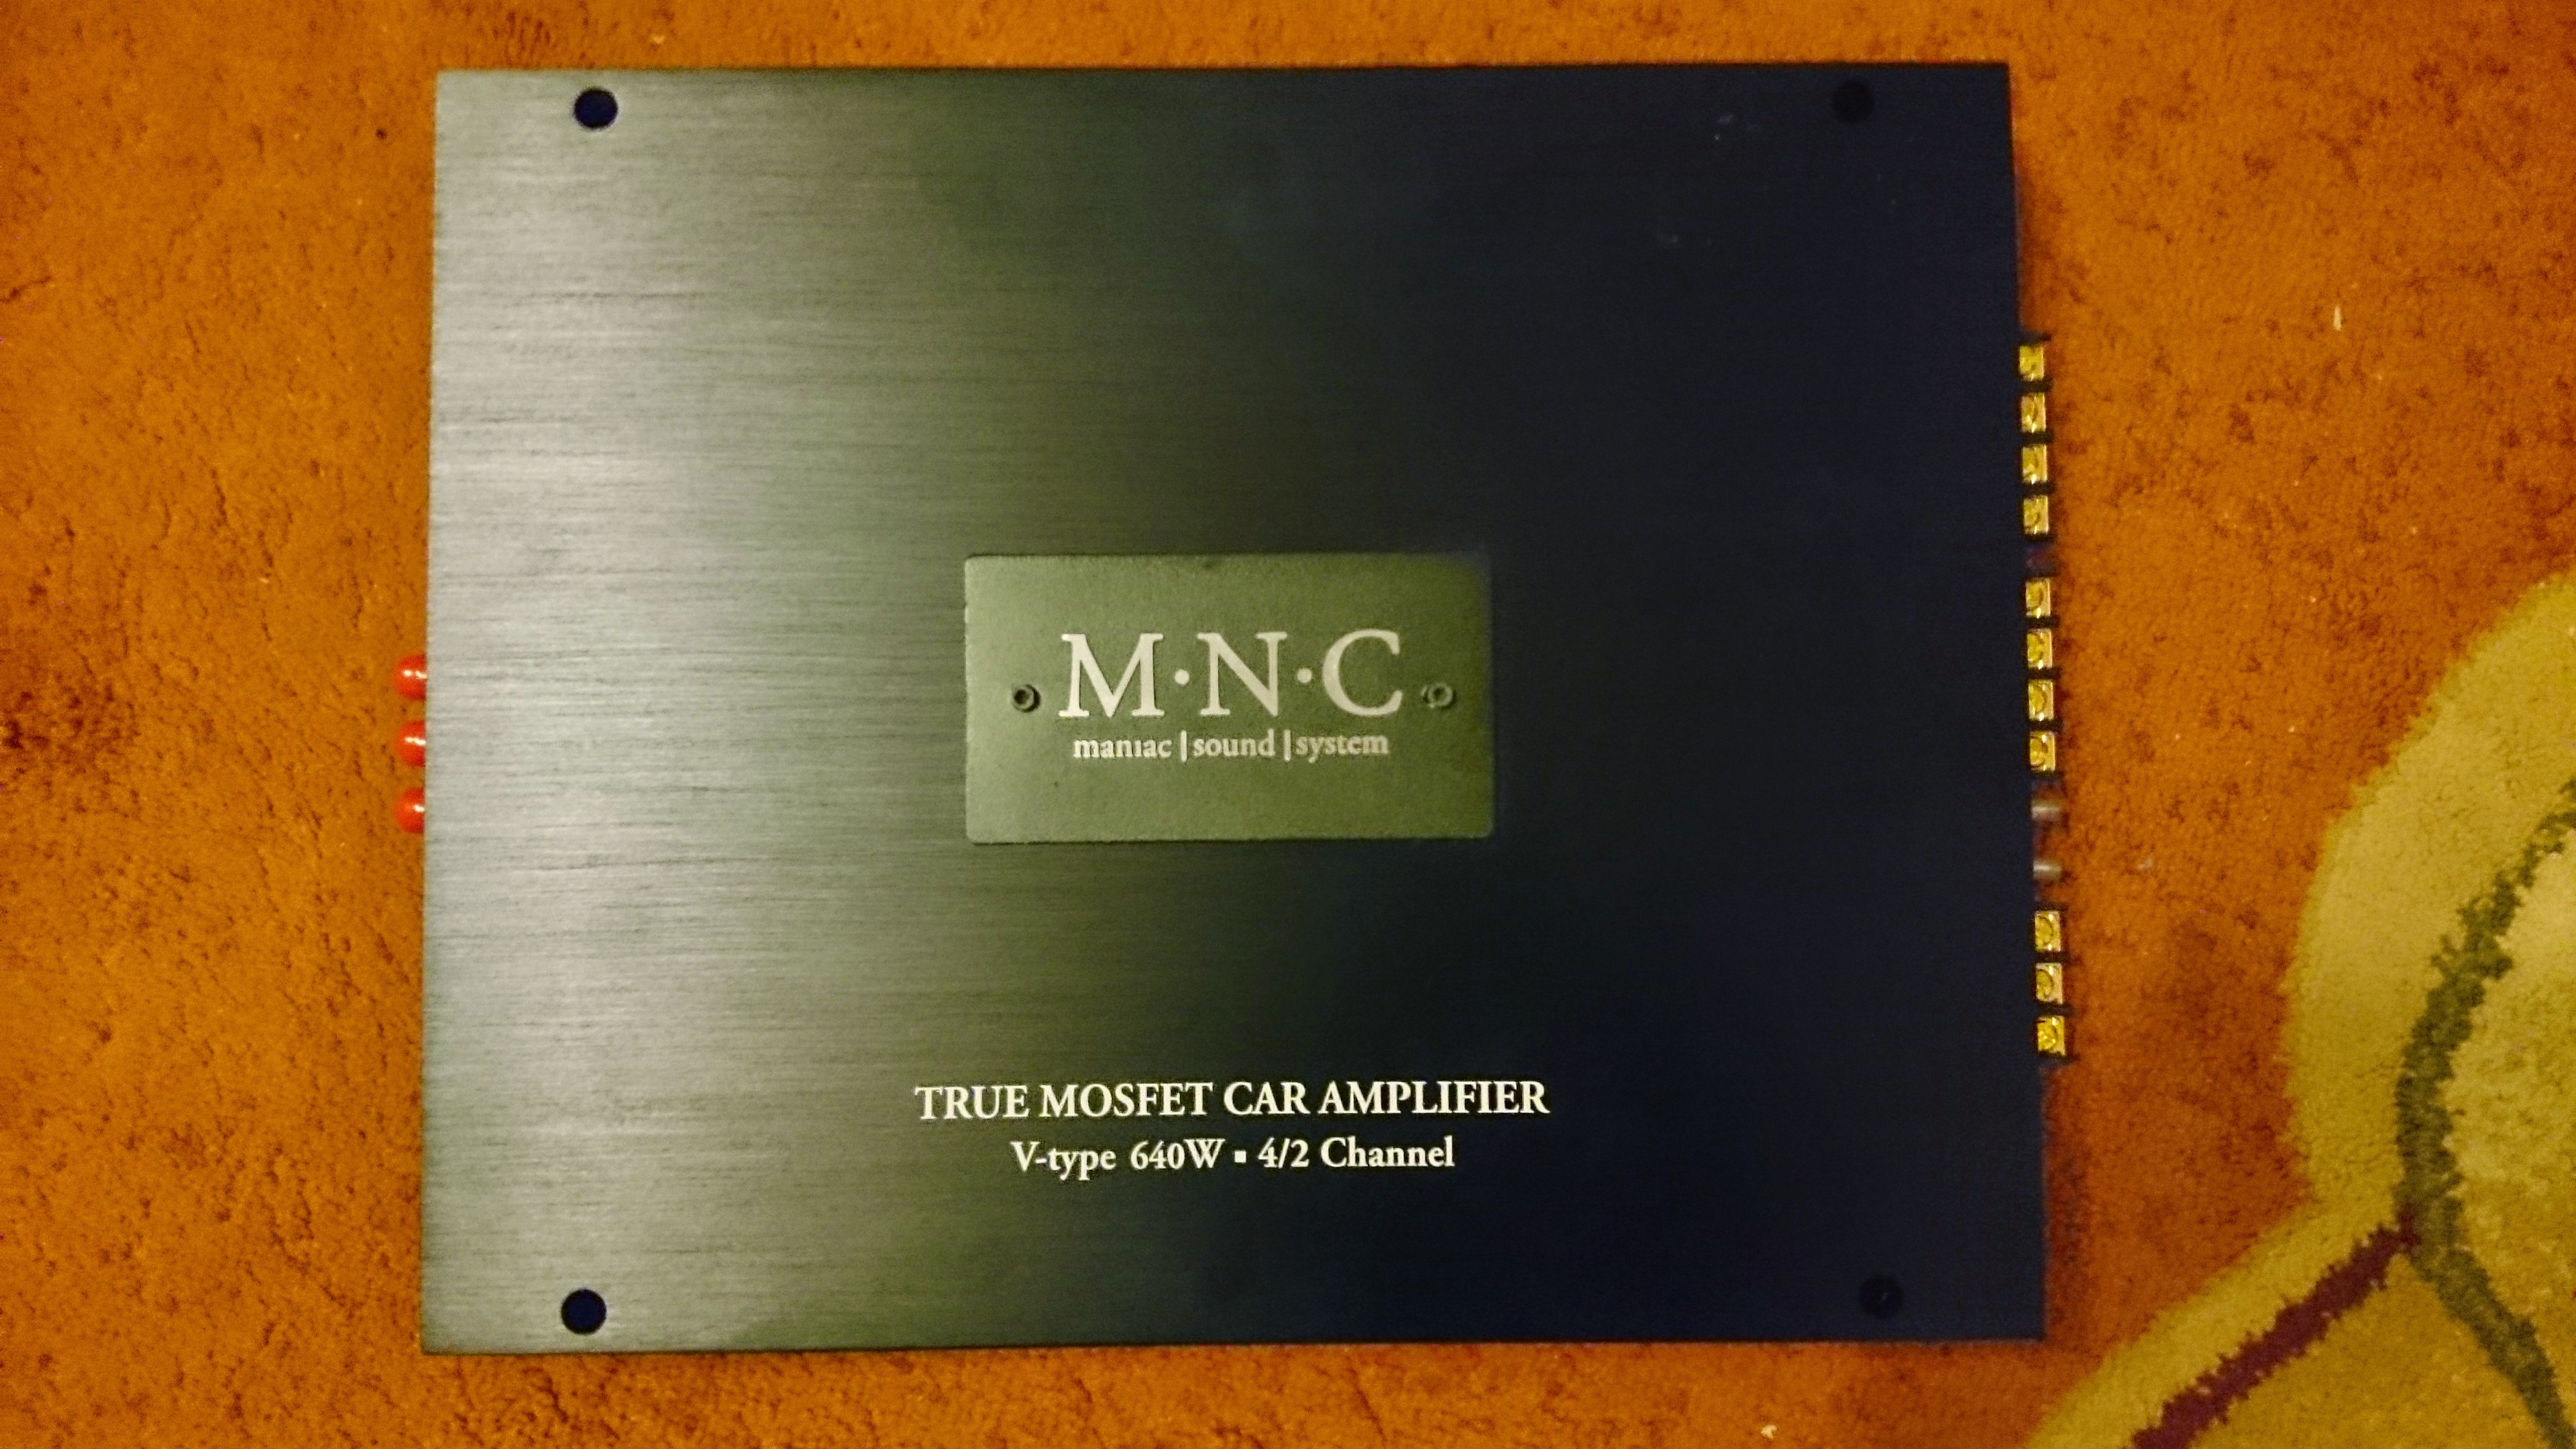 M·N·C
maniac | sound | system
TRUE MOSFET CAR AMPLIFIER
V-type 640W ▪ 4/2 Channel